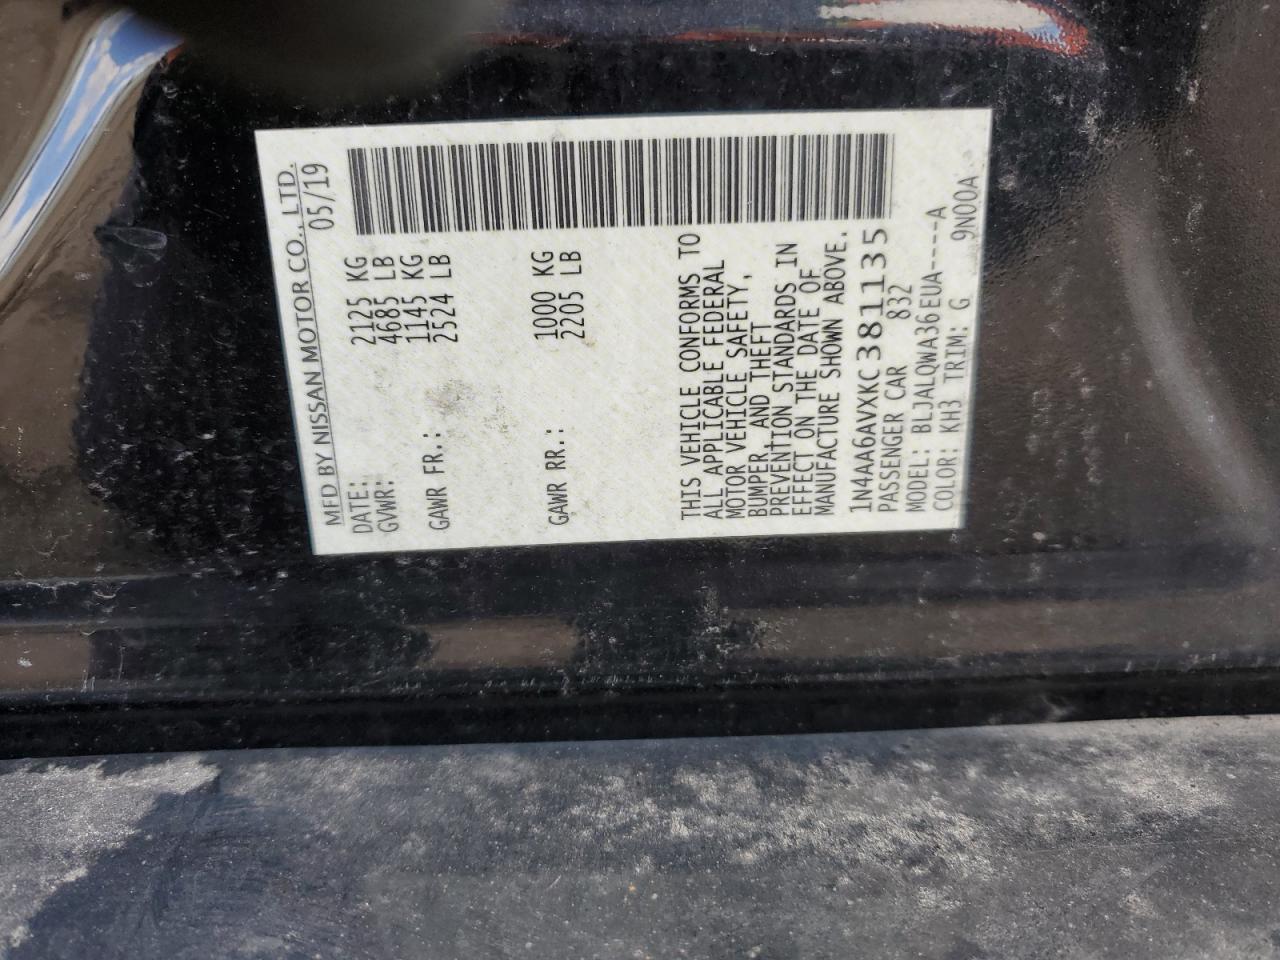 MFD BY NISSAN MOTOR CO., LTD.
DATE: 05/19
GVWR: 2125 KG
4685 LB
GAWR FR.: 1145 KG
2524 LB
GAWR RR.: 1000 KG
2205 LB
THIS VEHICLE CONFORMS TO
ALL APPLICABLE FEDERAL
MOTOR VEHICLE SAFETY,
BUMPER, AND THEFT
PREVENTION STANDARDS IN
EFFECT ON THE DATE OF
MANUFACTURE SHOWN ABOVE.
1N4AA6AVXKC381135
PASSENGER CAR 832
MODEL: BLJALQWA36EUA----A
COLOR: KH3 TRIM: G 9N00A